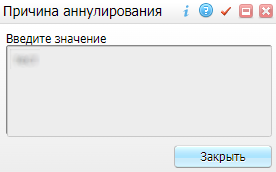 Причина аннулирования
Введите значение
Закрыть